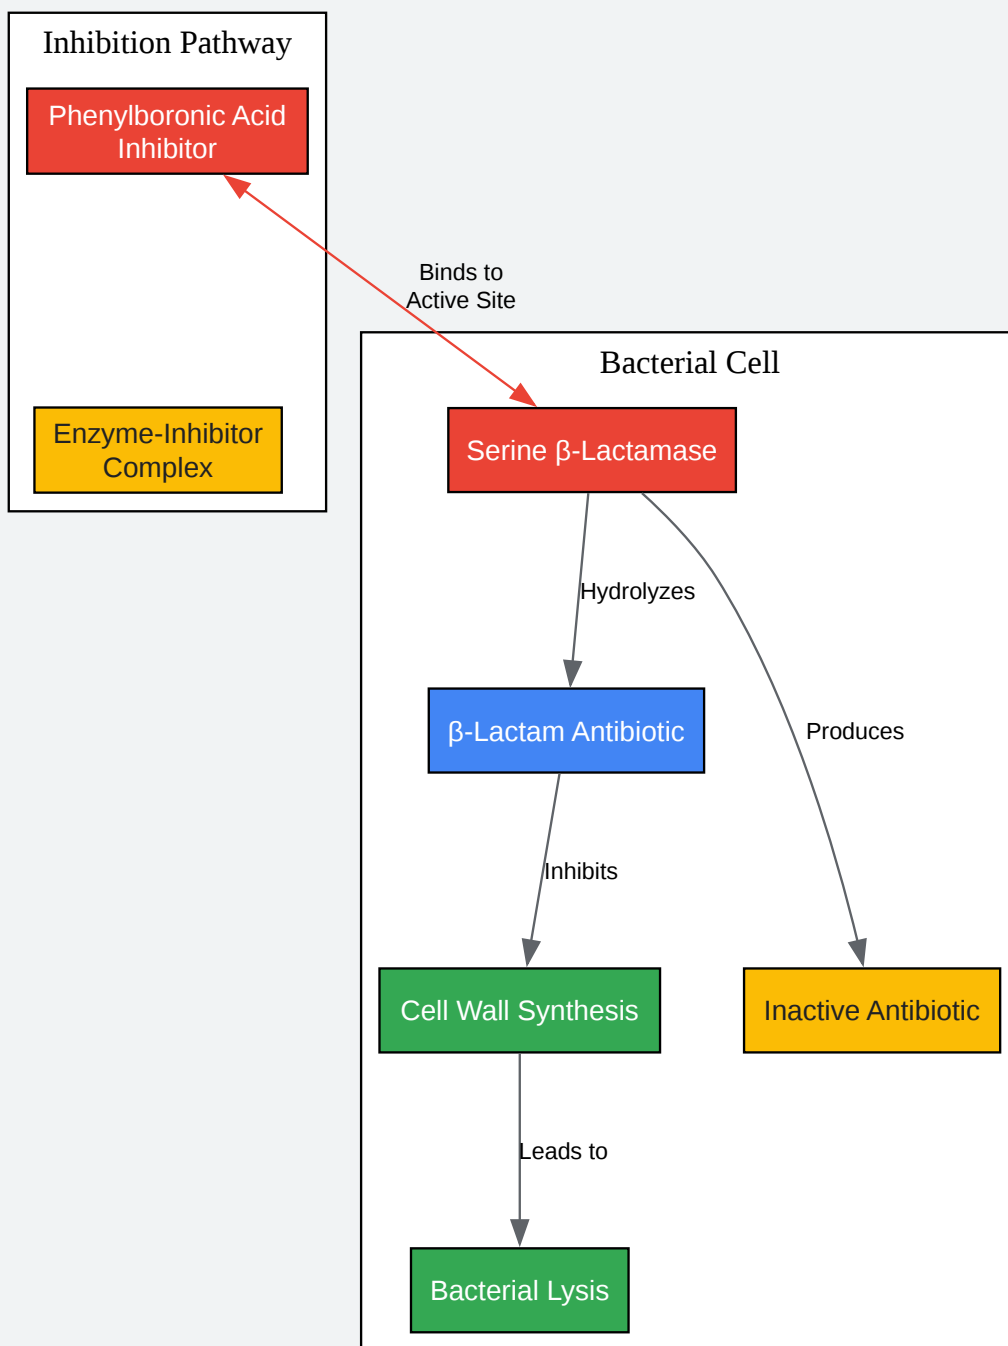 Inhibition Pathway
Phenylboronic Acid
Inhibitor
Binds to
Active Site
Enzyme-Inhibitor
Complex
Bacterial Cell
Serine β-Lactamase
Hydrolyzes
β-Lactam Antibiotic
Produces
Inhibits
Cell Wall Synthesis
Inactive Antibiotic
Leads to
Bacterial Lysis